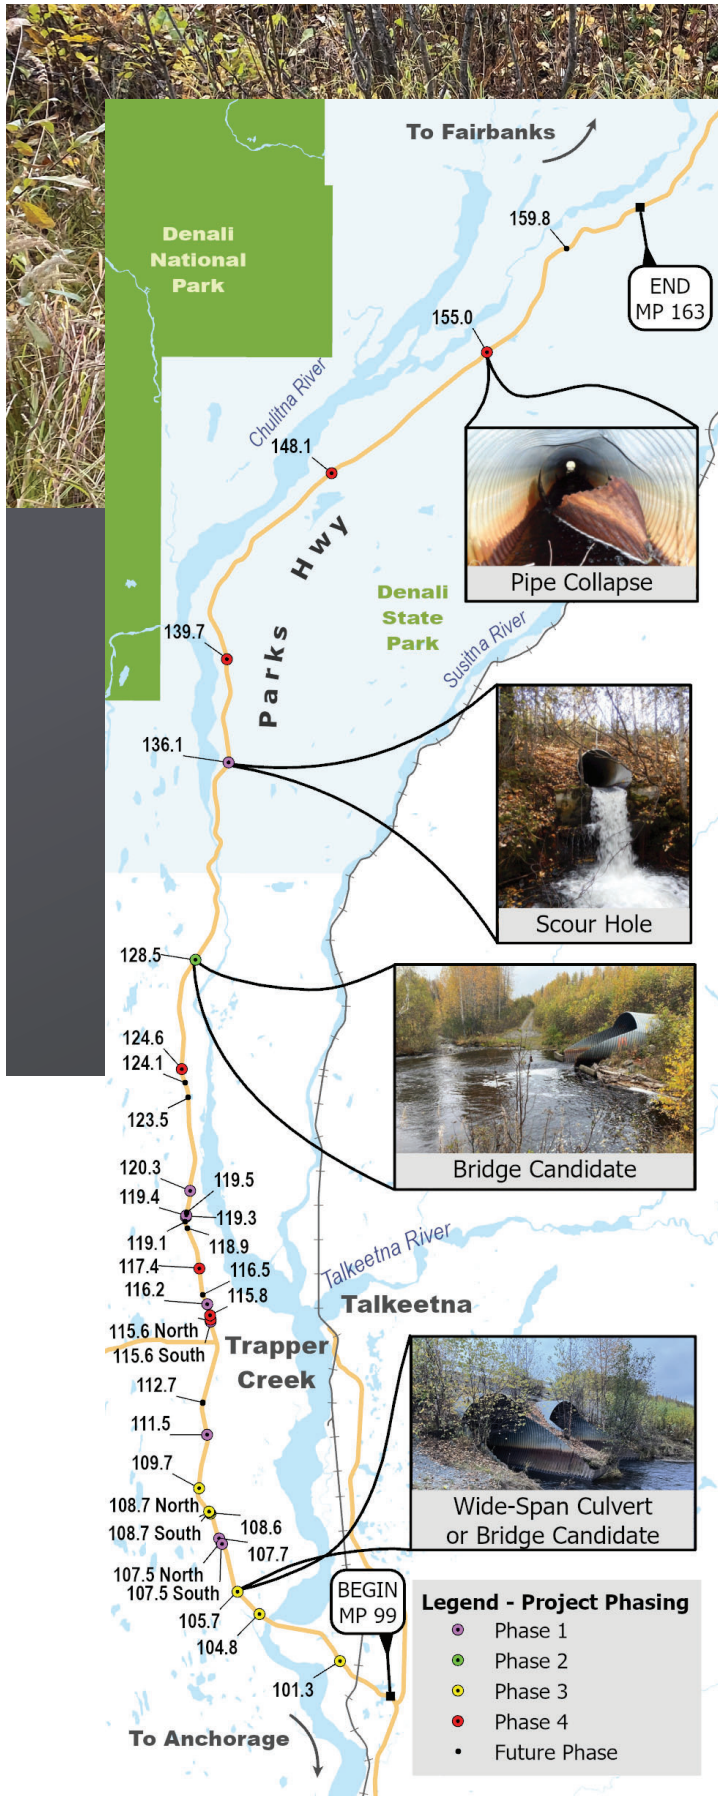 To Fairbanks
Denali
National
Park
159.8
END
MP 163
155.0
Chulitna River
148.1
Pipe Collapse
Parks Hwy
Denali
State
Park
139.7
Susitna River
136.1
Scour Hole
128.5
Bridge Candidate
124.6
124.1
123.5
120.3
119.5
119.4
119.3
119.1
118.9
117.4
116.5
116.2
115.8
115.6 North
115.6 South
Talkeetna River
Talkeetna
Trapper
Creek
112.7
111.5
109.7
108.7 North
108.6
108.7 South
107.7
107.5 North
107.5 South
Wide-Span Culvert
or Bridge Candidate
105.7
104.8
BEGIN
MP 99
101.3
To Anchorage
Legend - Project Phasing
Phase 1
Phase 2
Phase 3
Phase 4
Future Phase